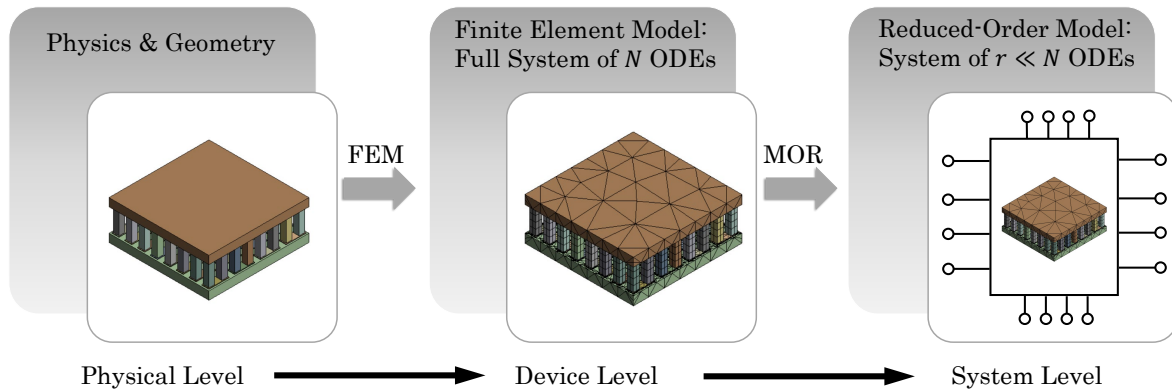 Physics & Geometry
Finite Element Model:
Full System of N ODEs
Reduced-Order Model:
System of r ≪ N ODEs
FEM
MOR
Physical Level
Device Level
System Level